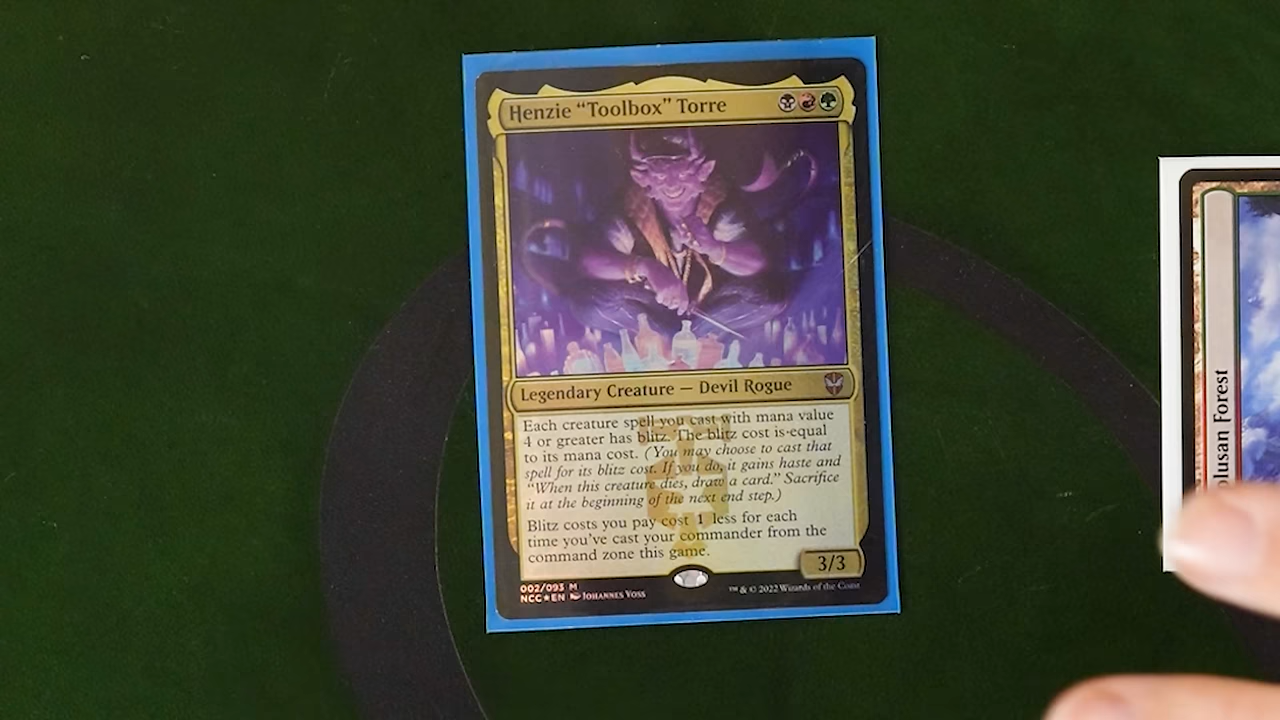 Henzie "Toolbox" Torre
Legendary Creature — Devil Rogue
Each creature spell you cast with mana value
4 or greater has blitz. The blitz cost is equal
to its mana cost. (You may choose to cast that
spell for its blitz cost. If you do, it gains haste and
"When this creature dies, draw a card." Sacrifice
it at the beginning of the next end step.)
Blitz costs you pay cost 1 less for each
time you've cast your commander from the
command zone this game.
3/3
002/093 M
NCC★EN Johannes Voss
™ & © 2022 Wizards of the Coast
olusan Forest